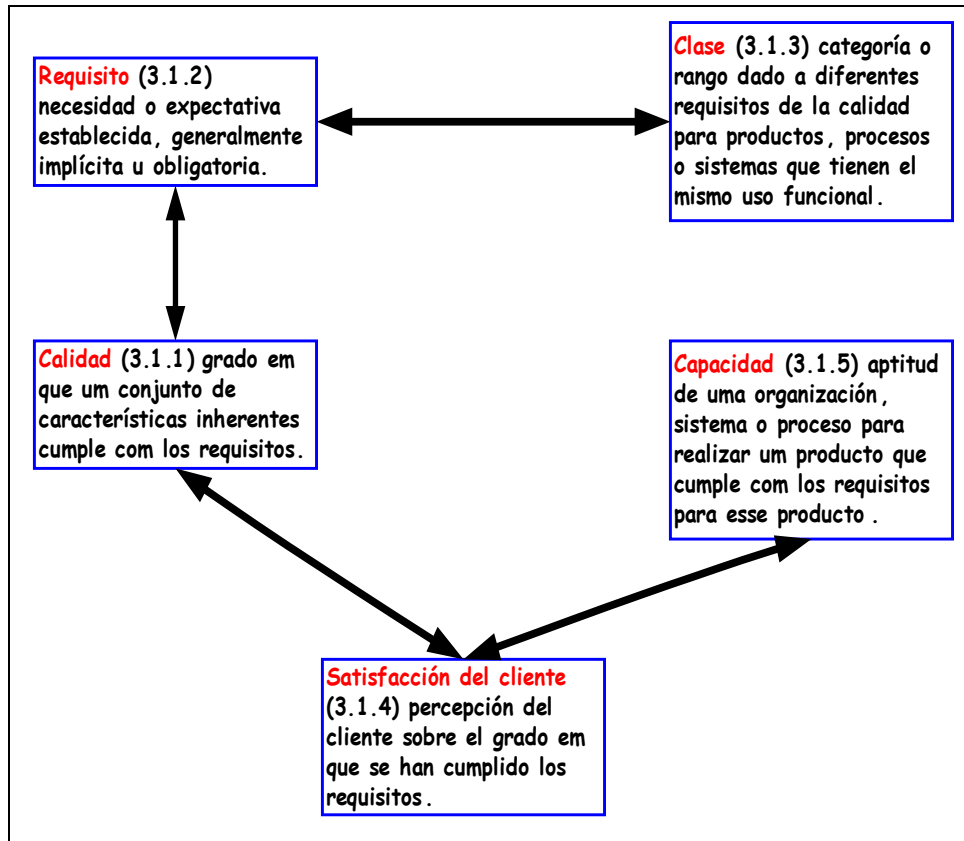 Requisito (3.1.2)
necesidad o expectativa
establecida, generalmente
implícita u obligatoria.
Clase (3.1.3) categoría o
rango dado a diferentes
requisitos de la calidad
para productos, procesos
o sistemas que tienen el
mismo uso funcional.
Calidad (3.1.1) grado em
que um conjunto de
características inherentes
cumple com los requisitos.
Capacidad (3.1.5) aptitud
de uma organización,
sistema o proceso para
realizar um producto que
cumple com los requisitos
para esse producto.
Satisfacción del cliente
(3.1.4) percepción del
cliente sobre el grado em
que se han cumplido los
requisitos.